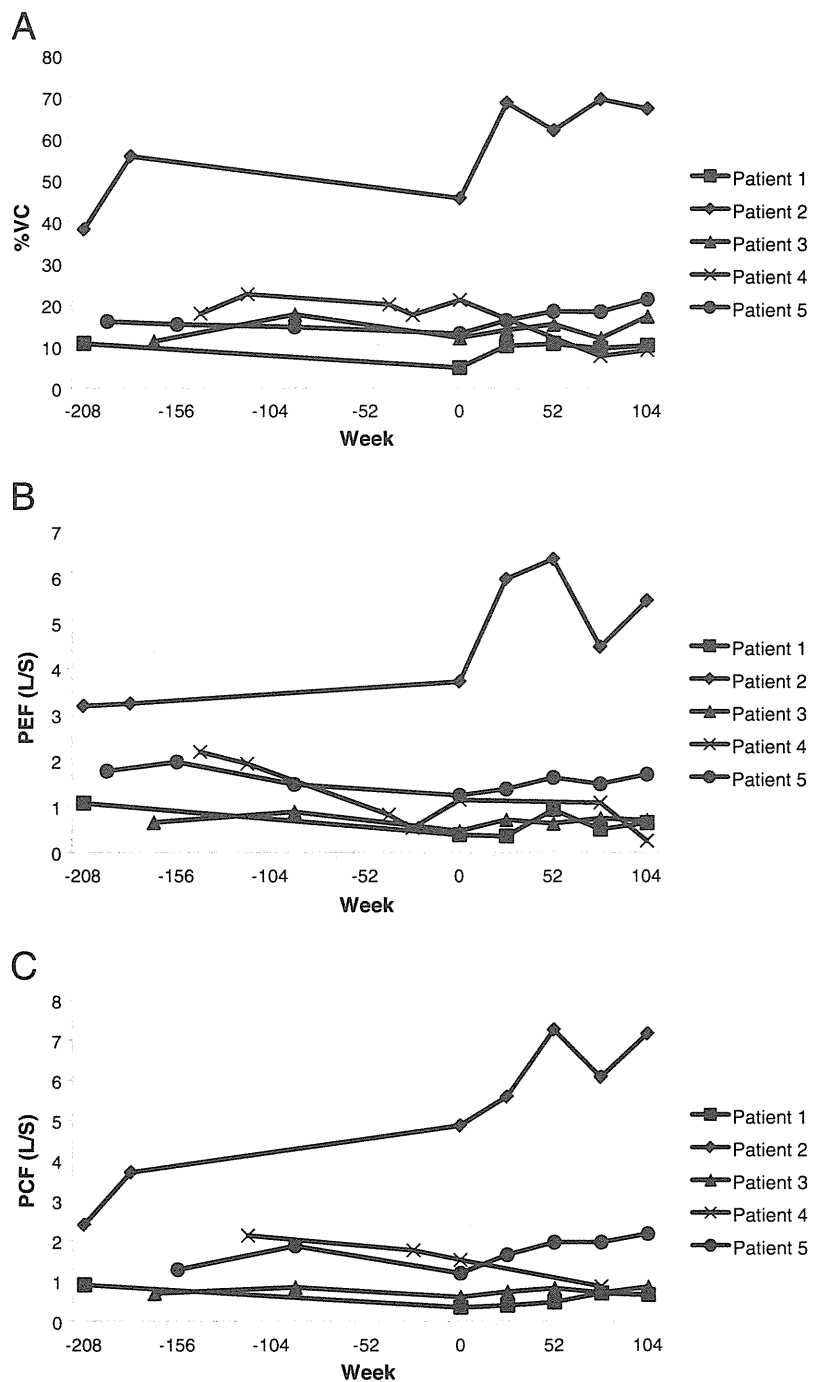 A
80
70
60
50
40
30
20
10
0
%VC
-208 -156 -104 -52 0 52 104
Week
Patient 1
Patient 2
Patient 3
Patient 4
Patient 5
B
7
6
5
4
3
2
1
0
PEF (L/S)
-208 -156 -104 -52 0 52 104
Week
Patient 1
Patient 2
Patient 3
Patient 4
Patient 5
C
8
7
6
5
4
3
2
1
0
PCF (L/S)
-208 -156 -104 -52 0 52 104
Week
Patient 1
Patient 2
Patient 3
Patient 4
Patient 5